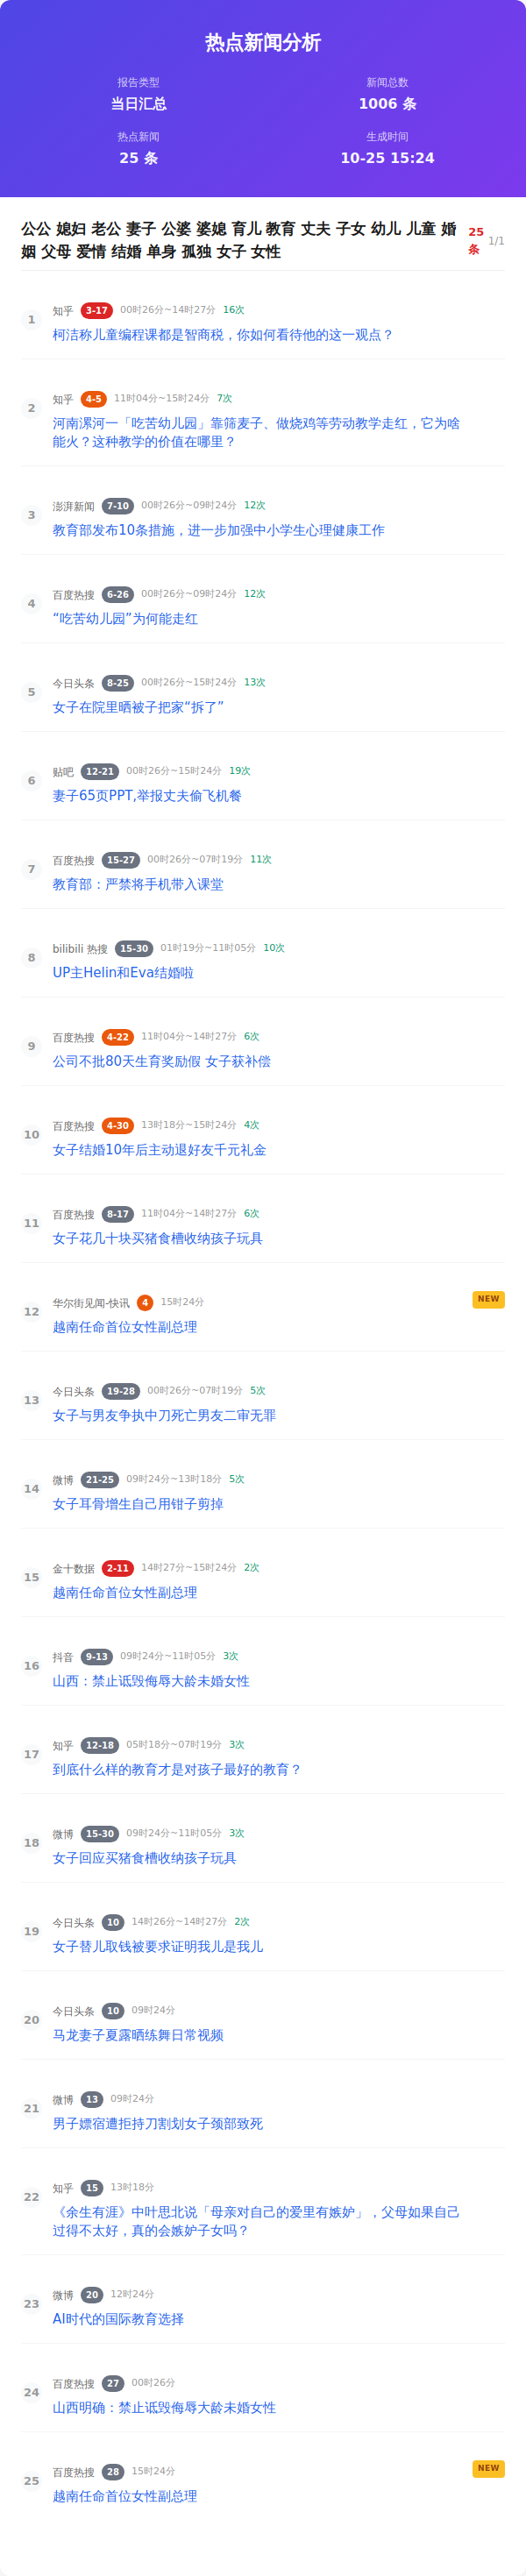 热点新闻分析
报告类型
新闻总数
当日汇总
1006 条
热点新闻
生成时间
25 条
10-25 15:24
公公 媳妇 老公 妻子 公婆 婆媳 育儿 教育 丈夫 子女 幼儿 儿童 婚
姻 父母 爱情 结婚 单身 孤独 女子 女性
25
条
1/1
1
知乎 3-17 00时26分~14时27分 16次
柯洁称儿童编程课都是智商税，你如何看待他的这一观点？
2
知乎 4-5 11时04分~15时24分 7次
河南漯河一「吃苦幼儿园」靠筛麦子、做烧鸡等劳动教学走红，它为啥
能火？这种教学的价值在哪里？
3
澎湃新闻 7-10 00时26分~09时24分 12次
教育部发布10条措施，进一步加强中小学生心理健康工作
4
百度热搜 6-26 00时26分~09时24分 12次
“吃苦幼儿园”为何能走红
5
今日头条 8-25 00时26分~15时24分 13次
女子在院里晒被子把家“拆了”
6
贴吧 12-21 00时26分~15时24分 19次
妻子65页PPT,举报丈夫偷飞机餐
7
百度热搜 15-27 00时26分~07时19分 11次
教育部：严禁将手机带入课堂
8
bilibili 热搜 15-30 01时19分~11时05分 10次
UP主Helin和Eva结婚啦
9
百度热搜 4-22 11时04分~14时27分 6次
公司不批80天生育奖励假 女子获补偿
10
百度热搜 4-30 13时18分~15时24分 4次
女子结婚10年后主动退好友千元礼金
11
百度热搜 8-17 11时04分~14时27分 6次
女子花几十块买猪食槽收纳孩子玩具
12
华尔街见闻-快讯 4 15时24分
NEW
越南任命首位女性副总理
13
今日头条 19-28 00时26分~07时19分 5次
女子与男友争执中刀死亡男友二审无罪
14
微博 21-25 09时24分~13时18分 5次
女子耳骨增生自己用钳子剪掉
15
金十数据 2-11 14时27分~15时24分 2次
越南任命首位女性副总理
16
抖音 9-13 09时24分~11时05分 3次
山西：禁止诋毁侮辱大龄未婚女性
17
知乎 12-18 05时18分~07时19分 3次
到底什么样的教育才是对孩子最好的教育？
18
微博 15-30 09时24分~11时05分 3次
女子回应买猪食槽收纳孩子玩具
19
今日头条 10 14时26分~14时27分 2次
女子替儿取钱被要求证明我儿是我儿
20
今日头条 10 09时24分
马龙妻子夏露晒练舞日常视频
21
微博 13 09时24分
男子嫖宿遭拒持刀割划女子颈部致死
22
知乎 15 13时18分
《余生有涯》中叶思北说「母亲对自己的爱里有嫉妒」，父母如果自己
过得不太好，真的会嫉妒子女吗？
23
微博 20 12时24分
AI时代的国际教育选择
24
百度热搜 27 00时26分
山西明确：禁止诋毁侮辱大龄未婚女性
25
百度热搜 28 15时24分
NEW
越南任命首位女性副总理